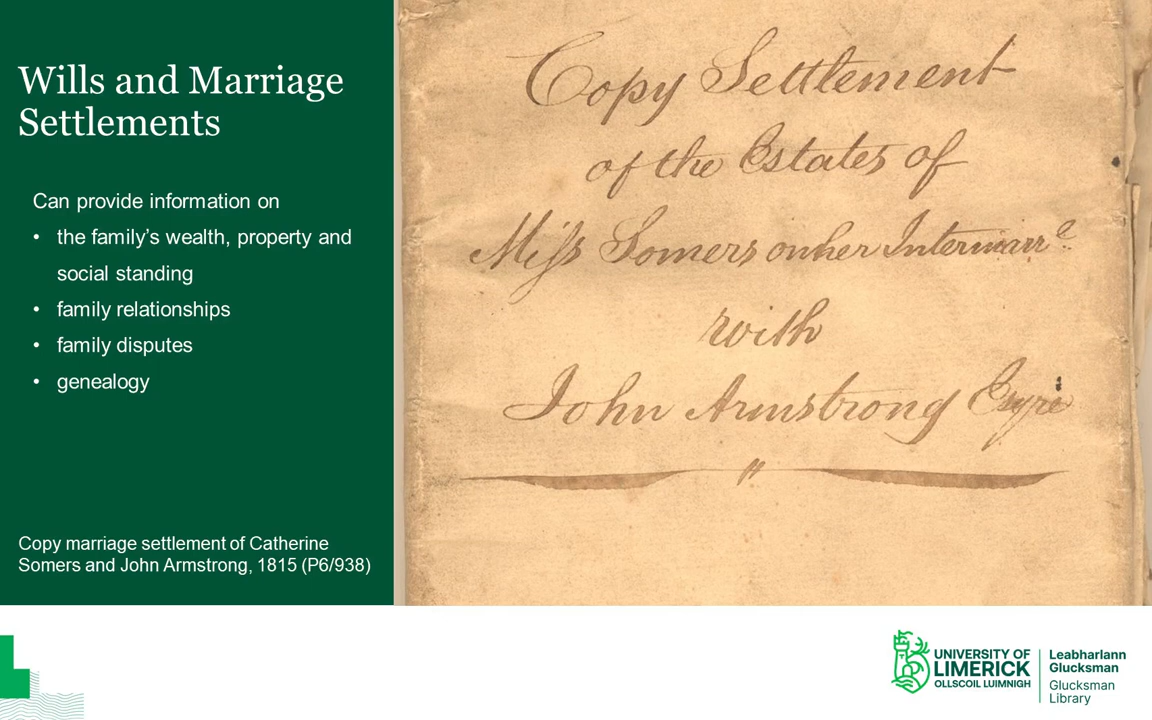 Wills and Marriage
Settlements
Can provide information on
• the family’s wealth, property and
social standing
• family relationships
• family disputes
• genealogy
Copy marriage settlement of Catherine
Somers and John Armstrong, 1815 (P6/938)
Copy Settlement
of the Estates of
Miſs Somers on her Intermarre
with
John Armstrong Esqre
UNIVERSITY OF
LIMERICK
OLLSCOIL LUIMNIGH
Leabharlann
Glucksman
Glucksman
Library